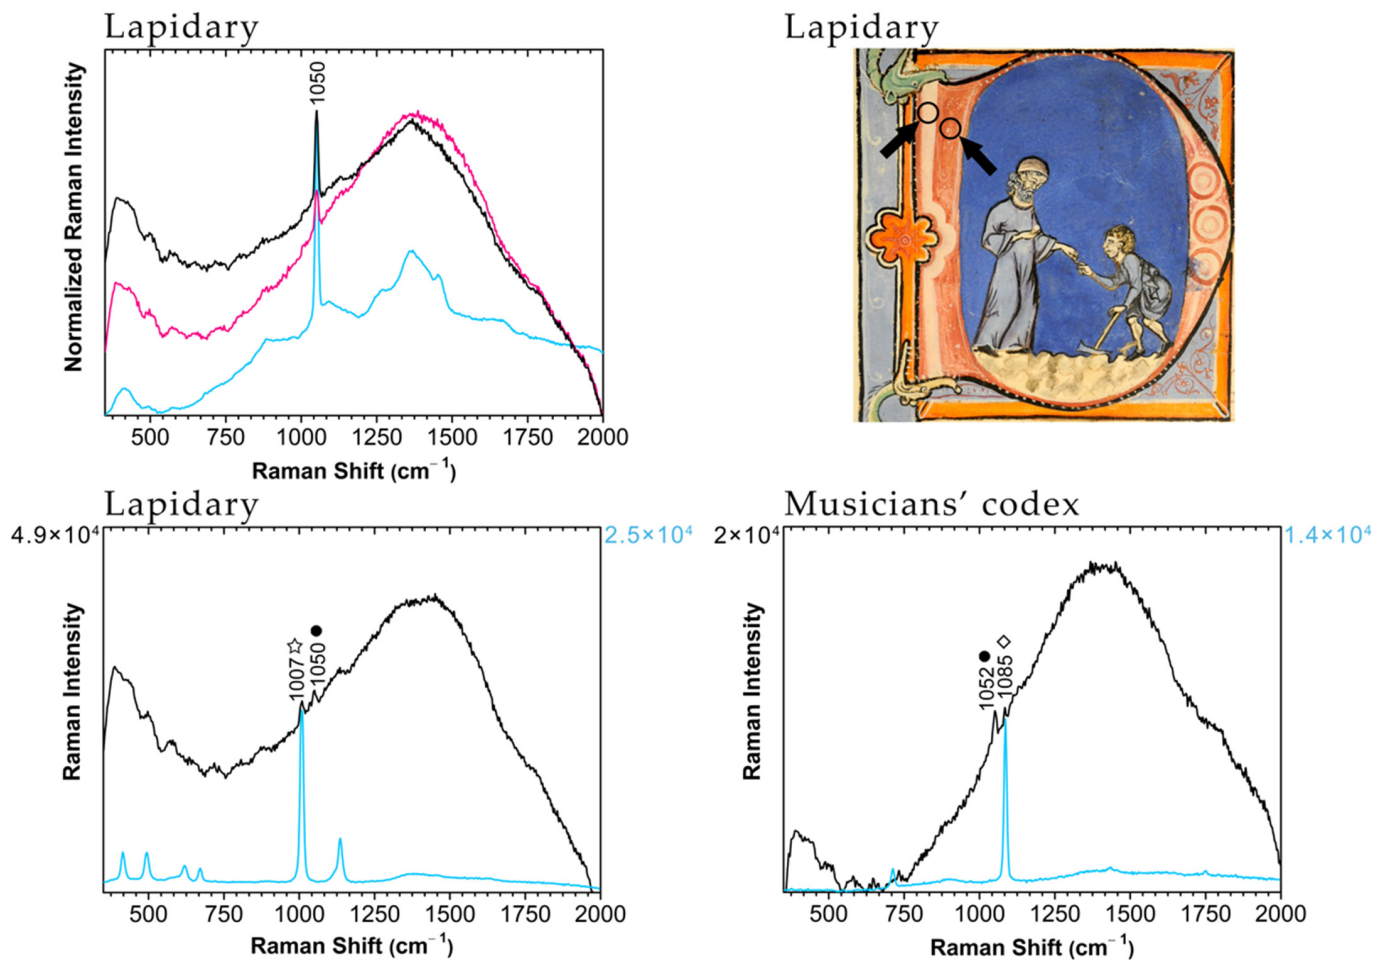 Lapidary
Normalized Raman Intensity
1050
500 750 1000 1250 1500 1750 2000
Raman Shift (cm⁻¹)
Lapidary
Lapidary
4.9×10⁴
2.5×10⁴
Raman Intensity
1007 ☆
1050 ●
500 750 1000 1250 1500 1750 2000
Raman Shift (cm⁻¹)
Musicians’ codex
2×10⁴
1.4×10⁴
Raman Intensity
1052 ●
1085 ◇
500 750 1000 1250 1500 1750 2000
Raman Shift (cm⁻¹)